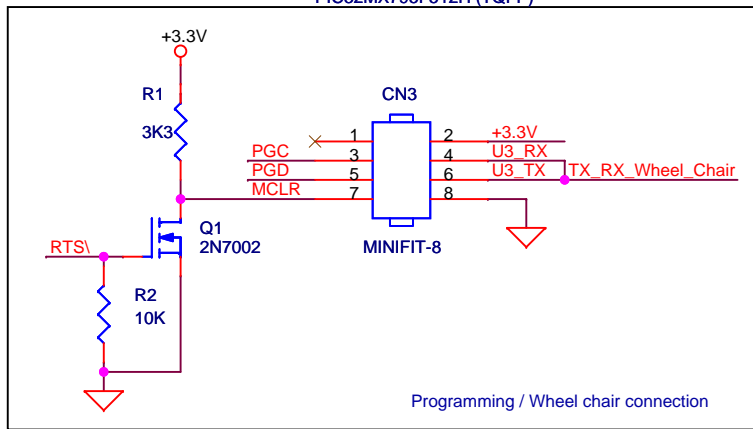 +3.3V
R1
3K3
CN3
1
2
+3.3V
PGC
3
4
U3_RX
PGD
5
6
U3_TX
TX_RX_Wheel_Chair
MCLR
7
8
Q1
2N7002
MINIFIT-8
RTS\
R2
10K
Programming / Wheel chair connection